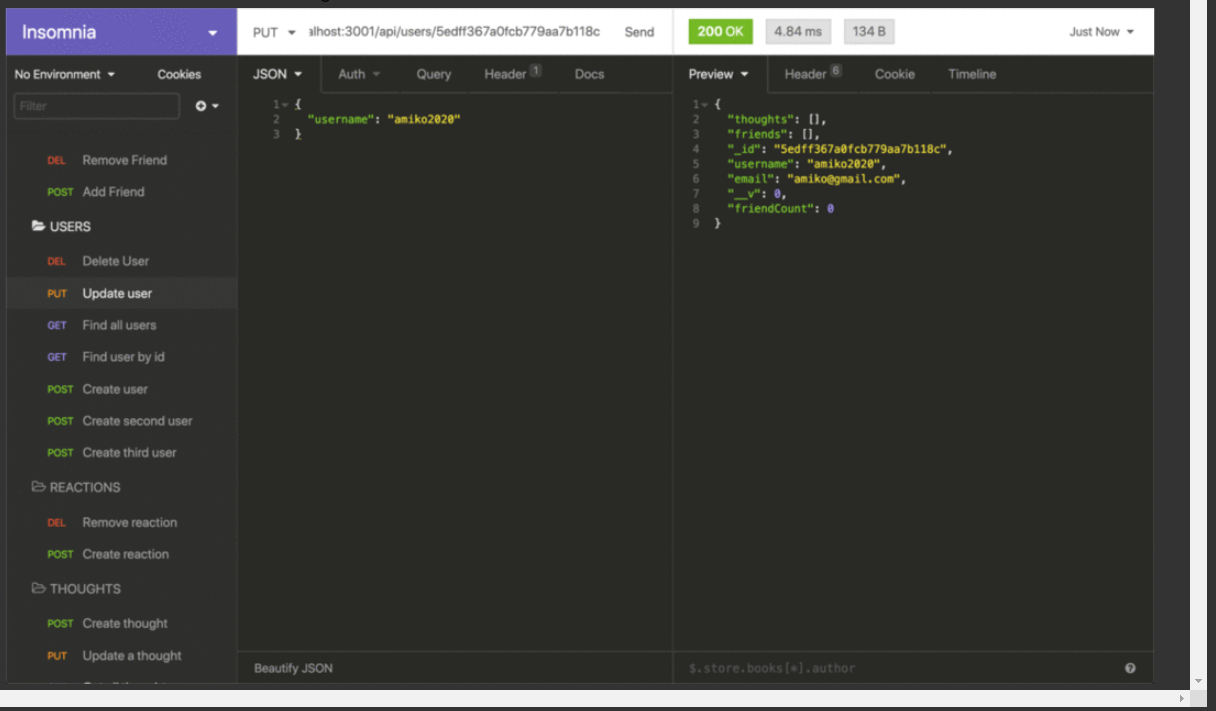 Insomnia
PUT alhost:3001/api/users/5edff367a0fcb779aa7b118c Send
200 OK 4.84 ms 134 B Just Now
No Environment Cookies
JSON Auth Query Header 1 Docs
Preview Header 6 Cookie Timeline
Filter
DEL Remove Friend
POST Add Friend
USERS
DEL Delete User
PUT Update user
GET Find all users
GET Find user by id
POST Create user
POST Create second user
POST Create third user
REACTIONS
DEL Remove reaction
POST Create reaction
THOUGHTS
POST Create thought
PUT Update a thought
1 {
2 "username": "amiko2020"
3 }
Beautify JSON
1 {
2 "thoughts": [],
3 "friends": [],
4 "_id": "5edff367a0fcb779aa7b118c",
5 "username": "amiko2020",
6 "email": "amiko@gmail.com",
7 "__v": 0,
8 "friendCount": 0
9 }
$.store.books[*].author